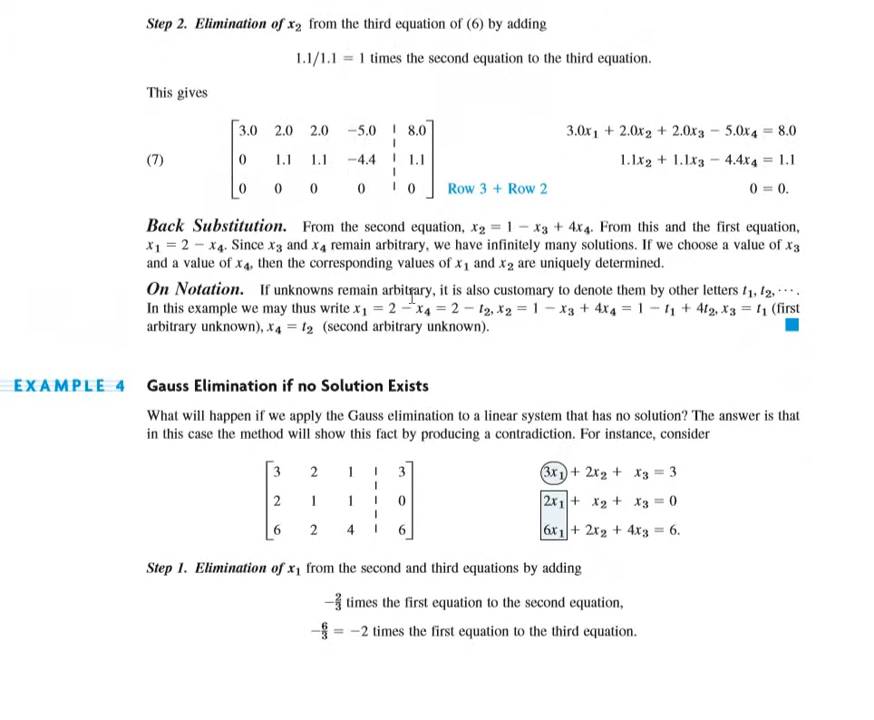 Step 2. Elimination of x₂ from the third equation of (6) by adding
1.1/1.1 = 1 times the second equation to the third equation.
This gives
3.0 2.0 2.0 −5.0 | 8.0 3.0x₁ + 2.0x₂ + 2.0x₃ − 5.0x₄ = 8.0
(7) 0 1.1 1.1 −4.4 | 1.1 1.1x₂ + 1.1x₃ − 4.4x₄ = 1.1
0 0 0 0 | 0 Row 3 + Row 2 0 = 0.
Back Substitution. From the second equation, x₂ = 1 − x₃ + 4x₄. From this and the first equation,
x₁ = 2 − x₄. Since x₃ and x₄ remain arbitrary, we have infinitely many solutions. If we choose a value of x₃
and a value of x₄, then the corresponding values of x₁ and x₂ are uniquely determined.
On Notation. If unknowns remain arbitrary, it is also customary to denote them by other letters t₁, t₂, ⋯.
In this example we may thus write x₁ = 2 − x₄ = 2 − t₂, x₂ = 1 − x₃ + 4x₄ = 1 − t₁ + 4t₂, x₃ = t₁ (first
arbitrary unknown), x₄ = t₂ (second arbitrary unknown).
EXAMPLE 4 Gauss Elimination if no Solution Exists
What will happen if we apply the Gauss elimination to a linear system that has no solution? The answer is that
in this case the method will show this fact by producing a contradiction. For instance, consider
3 2 1 | 3 3x₁ + 2x₂ + x₃ = 3
2 1 1 | 0 2x₁ + x₂ + x₃ = 0
6 2 4 | 6 6x₁ + 2x₂ + 4x₃ = 6.
Step 1. Elimination of x₁ from the second and third equations by adding
−2/3 times the first equation to the second equation,
−6/3 = −2 times the first equation to the third equation.